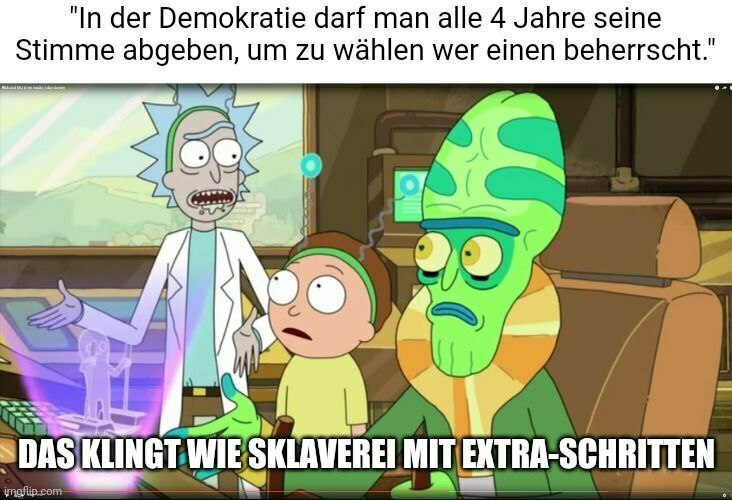 "In der Demokratie darf man alle 4 Jahre seine
Stimme abgeben, um zu wählen wer einen beherrscht."
DAS KLINGT WIE SKLAVEREI MIT EXTRA-SCHRITTEN
imgflip.com